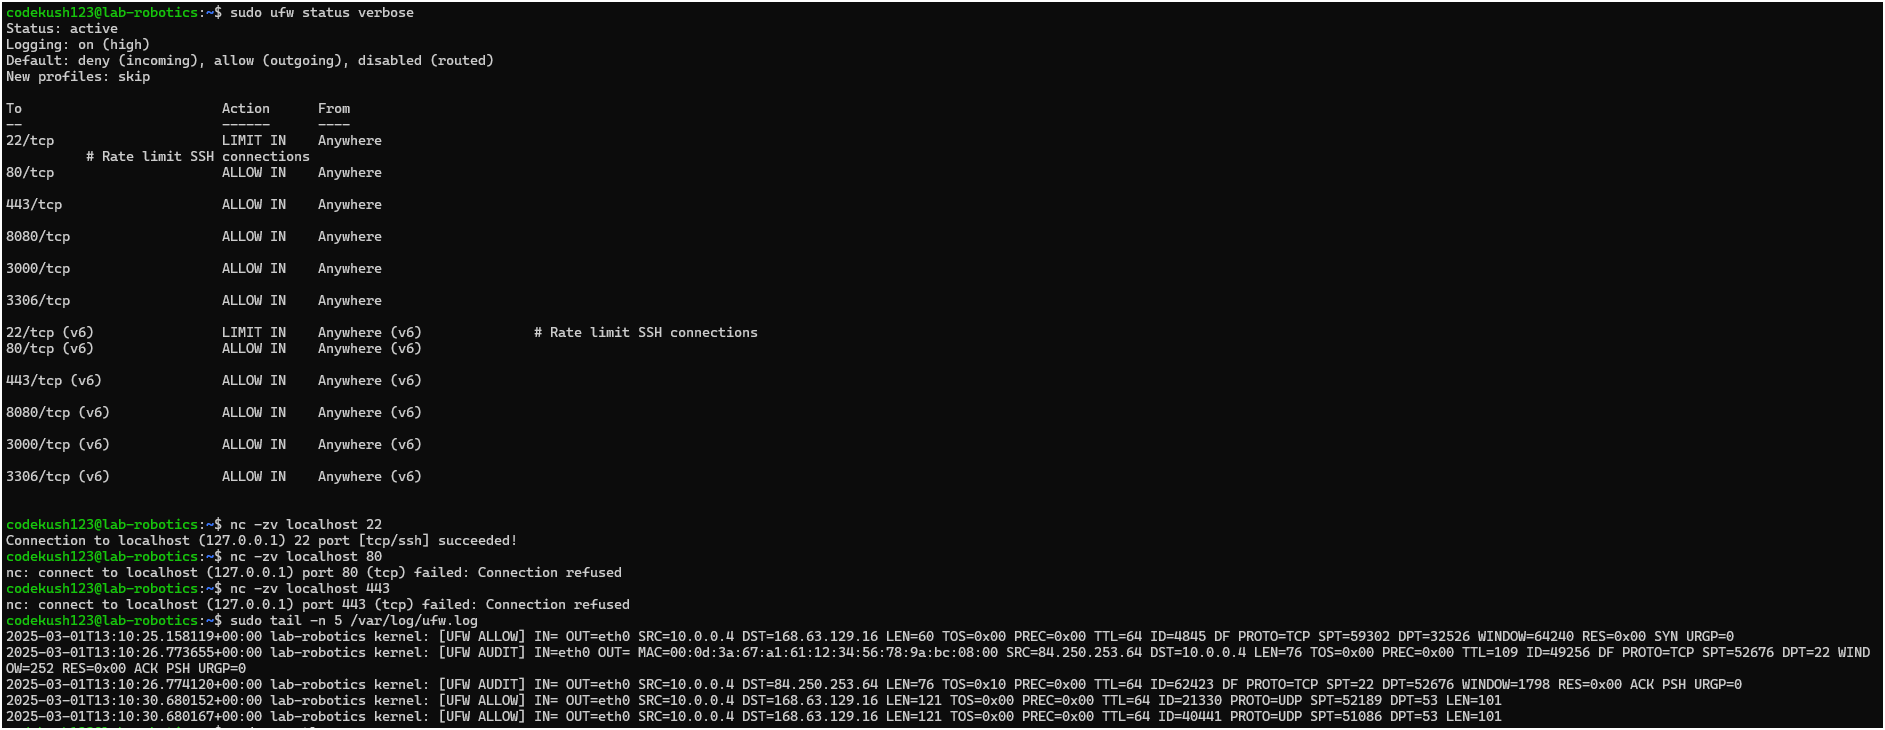 codekush123@lab-robotics:~$ sudo ufw status verbose
Status: active
Logging: on (high)
Default: deny (incoming), allow (outgoing), disabled (routed)
New profiles: skip
To                         Action      From
--                         ------      ----
22/tcp                     LIMIT IN    Anywhere
# Rate limit SSH connections
80/tcp                     ALLOW IN    Anywhere
443/tcp                    ALLOW IN    Anywhere
8080/tcp                   ALLOW IN    Anywhere
3000/tcp                   ALLOW IN    Anywhere
3306/tcp                   ALLOW IN    Anywhere
22/tcp (v6)                LIMIT IN    Anywhere (v6)              # Rate limit SSH connections
80/tcp (v6)                ALLOW IN    Anywhere (v6)
443/tcp (v6)               ALLOW IN    Anywhere (v6)
8080/tcp (v6)              ALLOW IN    Anywhere (v6)
3000/tcp (v6)              ALLOW IN    Anywhere (v6)
3306/tcp (v6)              ALLOW IN    Anywhere (v6)
codekush123@lab-robotics:~$ nc -zv localhost 22
Connection to localhost (127.0.0.1) 22 port [tcp/ssh] succeeded!
codekush123@lab-robotics:~$ nc -zv localhost 80
nc: connect to localhost (127.0.0.1) port 80 (tcp) failed: Connection refused
codekush123@lab-robotics:~$ nc -zv localhost 443
nc: connect to localhost (127.0.0.1) port 443 (tcp) failed: Connection refused
codekush123@lab-robotics:~$ sudo tail -n 5 /var/log/ufw.log
2025-03-01T13:10:25.158119+00:00 lab-robotics kernel: [UFW ALLOW] IN= OUT=eth0 SRC=10.0.0.4 DST=168.63.129.16 LEN=60 TOS=0x00 PREC=0x00 TTL=64 ID=4845 DF PROTO=TCP SPT=59302 DPT=32526 WINDOW=64240 RES=0x00 SYN URGP=0
2025-03-01T13:10:26.773655+00:00 lab-robotics kernel: [UFW AUDIT] IN=eth0 OUT= MAC=00:0d:3a:67:a1:61:12:34:56:78:9a:bc:08:00 SRC=84.250.253.64 DST=10.0.0.4 LEN=76 TOS=0x00 PREC=0x00 TTL=109 ID=49256 DF PROTO=TCP SPT=52676 DPT=22 WIND
OW=252 RES=0x00 ACK PSH URGP=0
2025-03-01T13:10:26.774120+00:00 lab-robotics kernel: [UFW AUDIT] IN= OUT=eth0 SRC=10.0.0.4 DST=84.250.253.64 LEN=76 TOS=0x10 PREC=0x00 TTL=64 ID=62423 DF PROTO=TCP SPT=22 DPT=52676 WINDOW=1798 RES=0x00 ACK PSH URGP=0
2025-03-01T13:10:30.680152+00:00 lab-robotics kernel: [UFW ALLOW] IN= OUT=eth0 SRC=10.0.0.4 DST=168.63.129.16 LEN=121 TOS=0x00 PREC=0x00 TTL=64 ID=21330 PROTO=UDP SPT=52189 DPT=53 LEN=101
2025-03-01T13:10:30.680167+00:00 lab-robotics kernel: [UFW ALLOW] IN= OUT=eth0 SRC=10.0.0.4 DST=168.63.129.16 LEN=121 TOS=0x00 PREC=0x00 TTL=64 ID=40441 PROTO=UDP SPT=51086 DPT=53 LEN=101